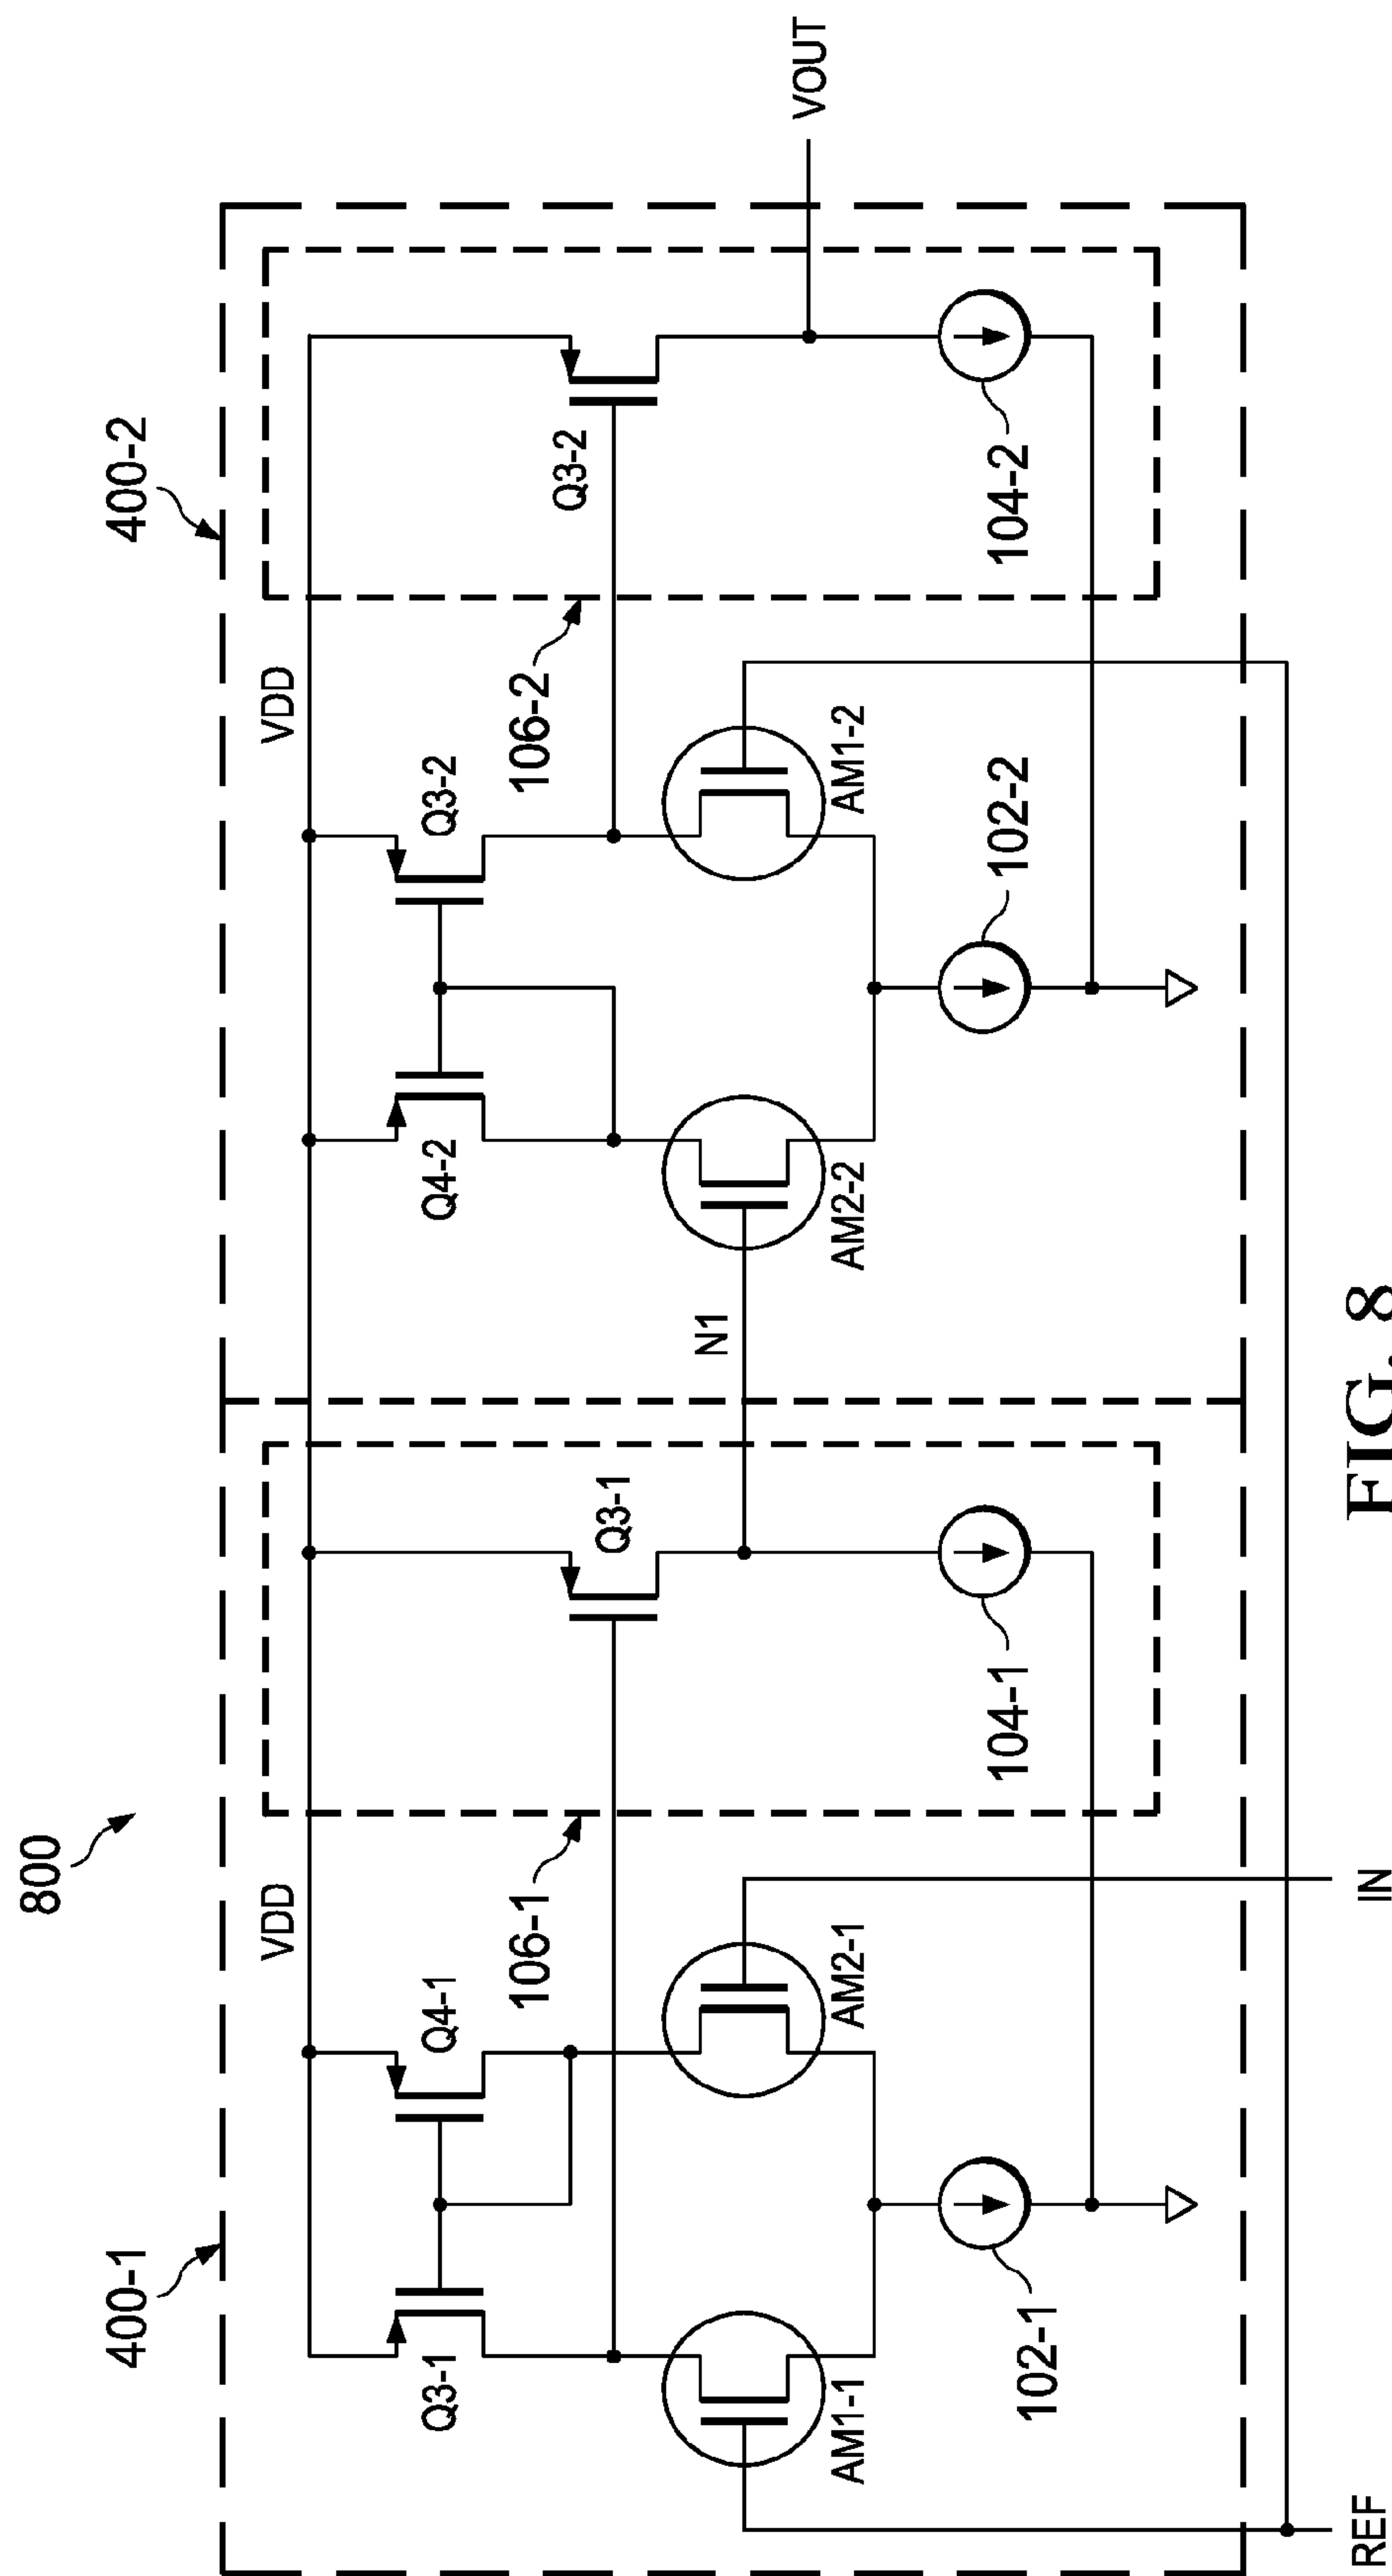 800
400-1
400-2
VDD
VDD
Q3-1
Q4-1
Q4-2
Q3-2
106-1
106-2
Q3-1
Q3-2
N1
VOUT
AM1-1
AM2-1
AM2-2
AM1-2
102-1
104-1
102-2
104-2
REF
IN
FIG. 8